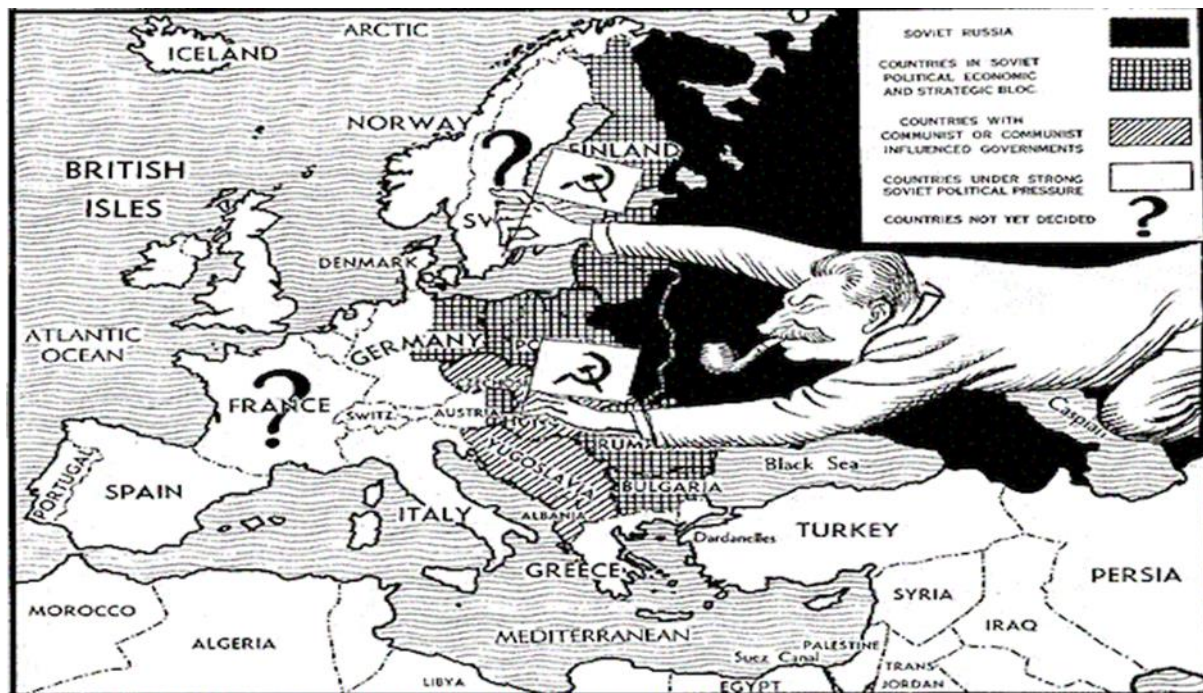 ARCTIC
ICELAND
SOVIET RUSSIA
COUNTRIES IN SOVIET
POLITICAL ECONOMIC
AND STRATEGIC BLOC.
COUNTRIES WITH
COMMUNIST OR COMMUNIST
INFLUENCED GOVERNMENTS
COUNTRIES UNDER STRONG
SOVIET POLITICAL PRESSURE
COUNTRIES NOT YET DECIDED ?
NORWAY
?
FINLAND
BRITISH
ISLES
SV
DENMARK
ATLANTIC
OCEAN
GERMANY
PO
?
FRANCE
SWITZ
AUSTRIA
RUM
Caspian
YUGOSLAVIA
Black Sea
PORTUGAL
SPAIN
BULGARIA
ITALY
ALBANIA
Dardanelles
TURKEY
GREECE
PERSIA
SYRIA
MOROCCO
ALGERIA
MEDITERRANEAN
IRAQ
PALESTINE
Suez Canal
TRANS
JORDAN
LIBYA
EGYPT